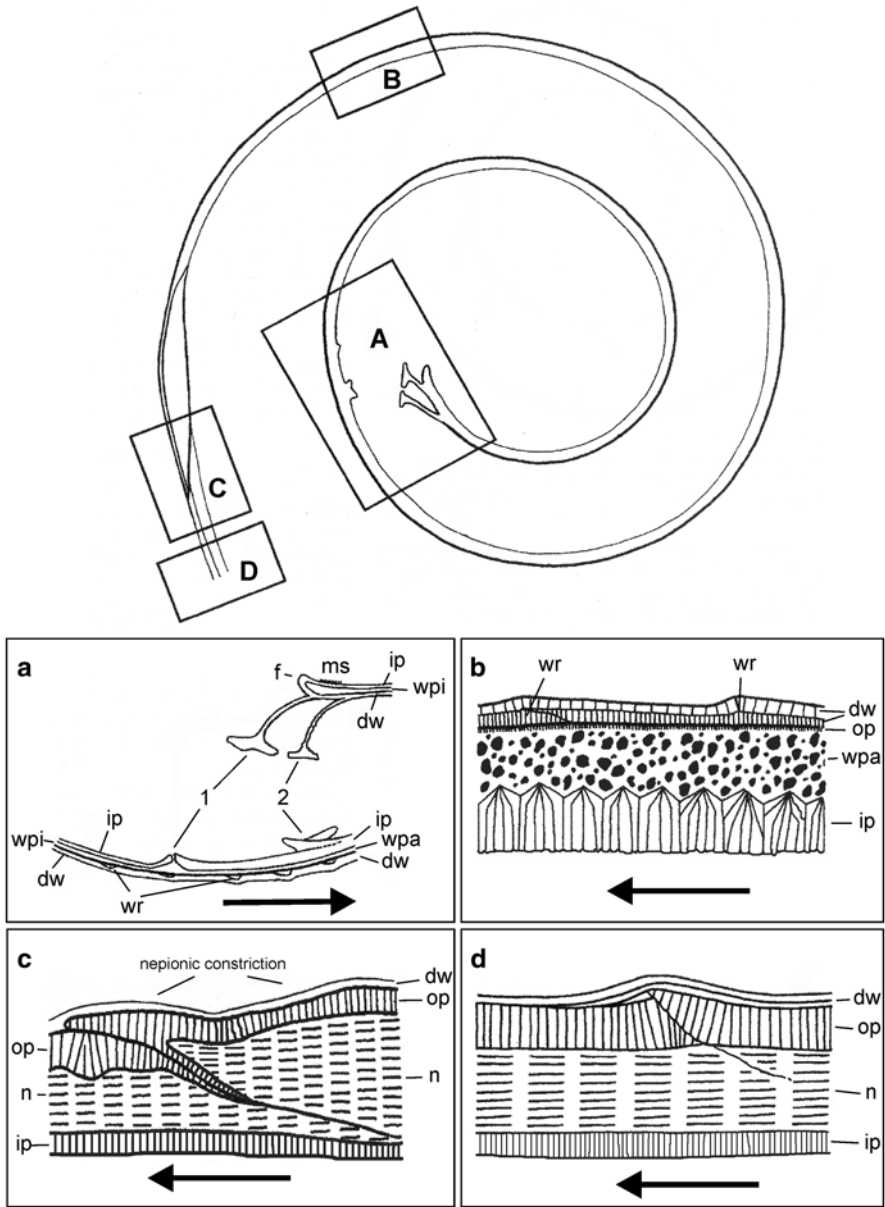 B
A
C
D
a
f ms ip
wpi
dw
1 2
wpi ip ip
wpa
dw dw
wr
b
wr wr
dw
op
wpa
ip
c
nepionic constriction
dw
op
op
n n
ip
d
dw
op
n
ip